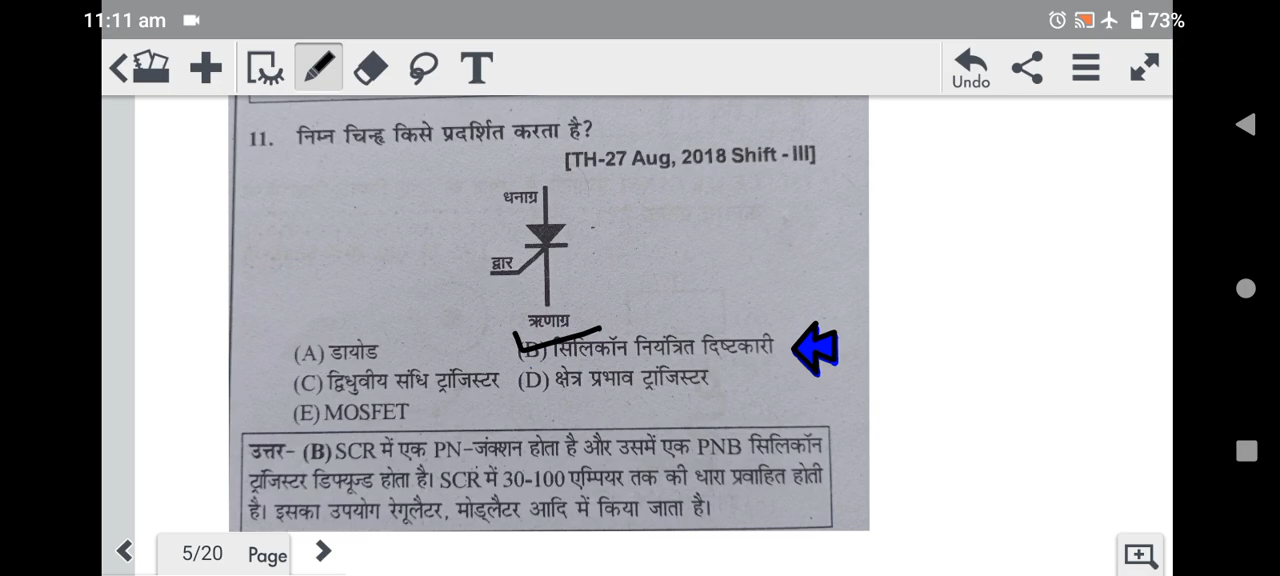 11:11 am
73%
T
Undo
11. निम्न चिन्ह किसे प्रदर्शित करता है?
[TH-27 Aug, 2018 Shift - III]
धनाग्र
द्वार
ऋणाग्र
(A) डायोड (B) सिलिकॉन नियंत्रित दिष्टकारी
(C) द्विधुवीय संधि ट्रांजिस्टर (D) क्षेत्र प्रभाव ट्रांजिस्टर
(E) MOSFET
उत्तर- (B) SCR में एक PN-जंक्शन होता है और उसमें एक PNB सिलिकॉन
ट्रांजिस्टर डिफ्यूज्ड होता है। SCR में 30-100 एम्पियर तक की धारा प्रवाहित होती
है। इसका उपयोग रेगूलैटर, मोड्लैटर आदि में किया जाता है।
5/20 Page